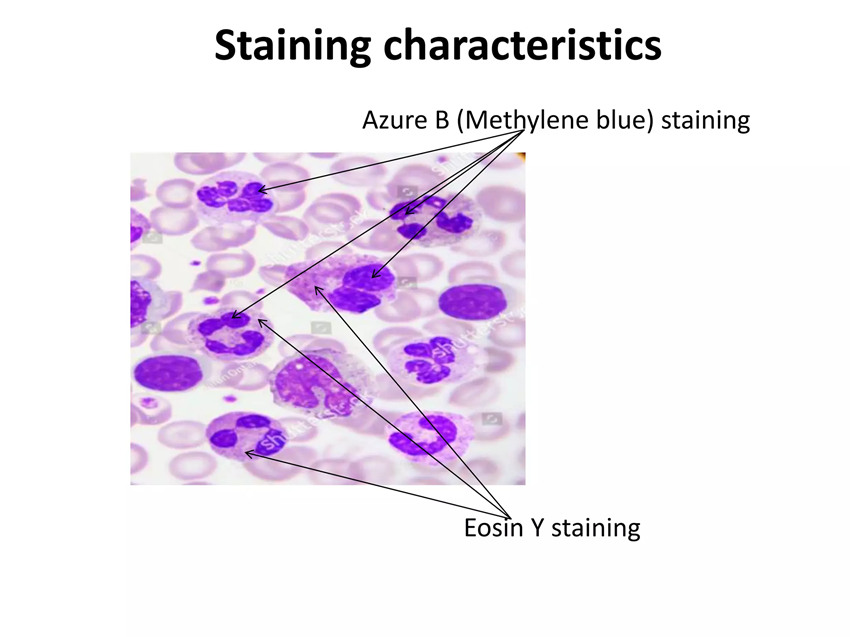 Staining characteristics
Azure B (Methylene blue) staining
Eosin Y staining